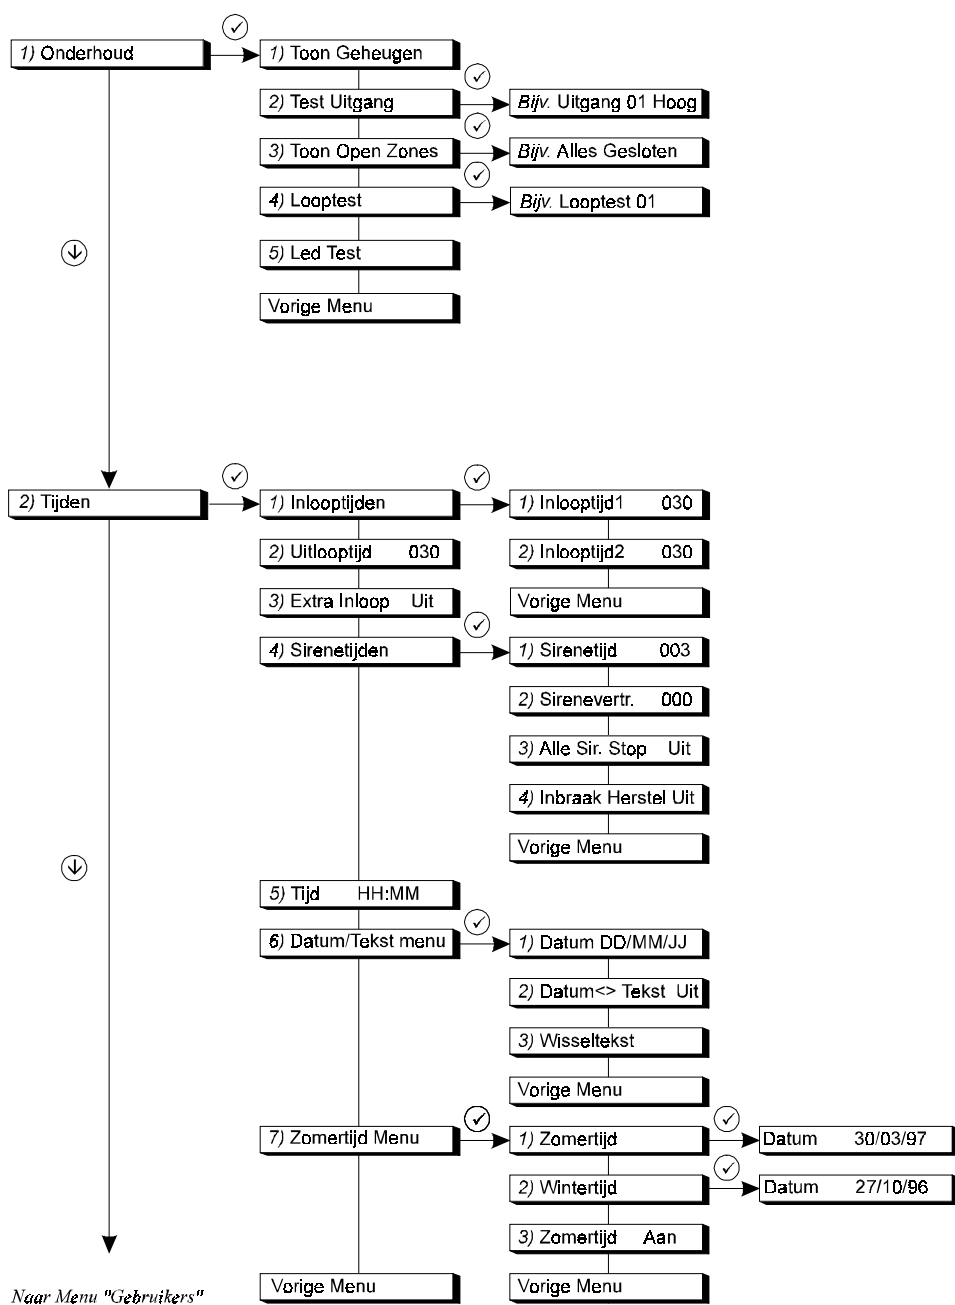 1) Onderhoud
1) Toon Geheugen
2) Test Uitgang
Bijv. Uitgang 01 Hoog
3) Toon Open Zones
Bijv. Alles Gesloten
4) Looptest
Bijv. Looptest 01
5) Led Test
Vorige Menu
2) Tijden
1) Inlooptijden
1) Inlooptijd1 030
2) Uitlooptijd 030
2) Inlooptijd2 030
3) Extra Inloop Uit
Vorige Menu
4) Sirenetijden
1) Sirenetijd 003
2) Sirenevertr. 000
3) Alle Sir. Stop Uit
4) Inbraak Herstel Uit
Vorige Menu
5) Tijd HH:MM
6) Datum/Tekst menu
1) Datum DD/MM/JJ
2) Datum<> Tekst Uit
3) Wisseltekst
Vorige Menu
7) Zomertijd Menu
1) Zomertijd
Datum 30/03/97
2) Wintertijd
Datum 27/10/96
3) Zomertijd Aan
Vorige Menu
Vorige Menu
Naar Menu "Gebruikers"